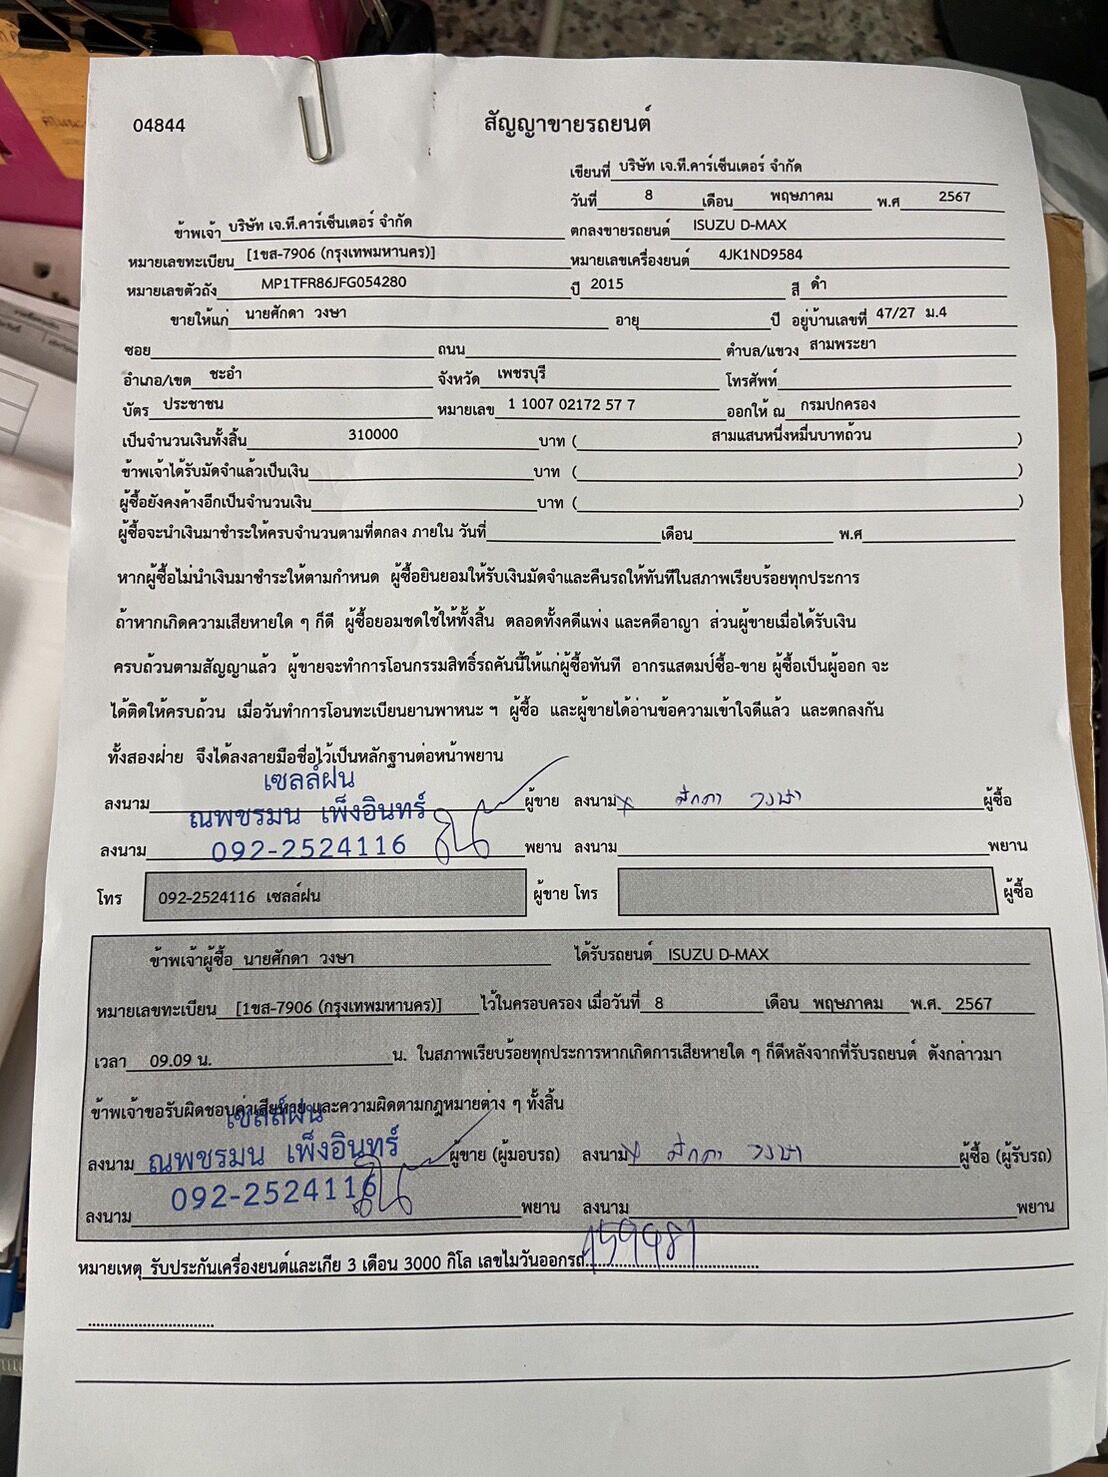 04844
สัญญาขายรถยนต์
เขียนที่ บริษัท เจ.ที.คาร์เซ็นเตอร์ จำกัด
วันที่ 8 เดือน พฤษภาคม พ.ศ 2567
ข้าพเจ้า บริษัท เจ.ที.คาร์เซ็นเตอร์ จำกัด ตกลงขายรถยนต์ ISUZU D-MAX
หมายเลขทะเบียน [1ขส-7906 (กรุงเทพมหานคร)] หมายเลขเครื่องยนต์ 4JK1ND9584
หมายเลขตัวถัง MP1TFR86JFG054280 ปี 2015 สี ดำ
ขายให้แก่ นายศักดา วงษา อายุ ปี อยู่บ้านเลขที่ 47/27 ม.4
ซอย ถนน ตำบล/แขวง สามพระยา
อำเภอ/เขต ชะอำ จังหวัด เพชรบุรี โทรศัพท์
บัตร ประชาชน หมายเลข 1 1007 02172 57 7 ออกให้ ณ กรมปกครอง
เป็นจำนวนเงินทั้งสิ้น 310000 บาท ( สามแสนหนึ่งหมื่นบาทถ้วน )
ข้าพเจ้าได้รับมัดจำแล้วเป็นเงิน บาท ( )
ผู้ซื้อยังคงค้างอีกเป็นจำนวนเงิน บาท ( )
ผู้ซื้อจะนำเงินมาชำระให้ครบจำนวนตามที่ตกลง ภายใน วันที่ เดือน พ.ศ
หากผู้ซื้อไม่นำเงินมาชำระให้ตามกำหนด ผู้ซื้อยินยอมให้รับเงินมัดจำและคืนรถให้ทันทีในสภาพเรียบร้อยทุกประการ
ถ้าหากเกิดความเสียหายใด ๆ ก็ดี ผู้ซื้อยอมชดใช้ให้ทั้งสิ้น ตลอดทั้งคดีแพ่ง และคดีอาญา ส่วนผู้ขายเมื่อได้รับเงิน
ครบถ้วนตามสัญญาแล้ว ผู้ขายจะทำการโอนกรรมสิทธิ์รถคันนี้ให้แก่ผู้ซื้อทันที อากรแสตมป์ซื้อ-ขาย ผู้ซื้อเป็นผู้ออก จะ
ได้ติดให้ครบถ้วน เมื่อวันทำการโอนทะเบียนยานพาหนะ ฯ ผู้ซื้อ และผู้ขายได้อ่านข้อความเข้าใจดีแล้ว และตกลงกัน
ทั้งสองฝ่าย จึงได้ลงลายมือชื่อไว้เป็นหลักฐานต่อหน้าพยาน
เซลล์ฝน
ลงนาม ณพชรมน เพ็งอินทร์ ผู้ขาย ลงนาม x ศักดา วงษา ผู้ซื้อ
ลงนาม 092-2524116 พยาน ลงนาม พยาน
โทร 092-2524116 เซลล์ฝน ผู้ขาย โทร ผู้ซื้อ
ข้าพเจ้าผู้ซื้อ นายศักดา วงษา ได้รับรถยนต์ ISUZU D-MAX
หมายเลขทะเบียน [1ขส-7906 (กรุงเทพมหานคร)] ไว้ในครอบครอง เมื่อวันที่ 8 เดือน พฤษภาคม พ.ศ. 2567
เวลา 09.09 น. น. ในสภาพเรียบร้อยทุกประการหากเกิดการเสียหายใด ๆ ก็ดีหลังจากที่รับรถยนต์ ดังกล่าวมา
ข้าพเจ้าขอรับผิดชอบค่าเสียหายและความผิดตามกฎหมายต่าง ๆ ทั้งสิ้น
เซลล์ฝน
ลงนาม ณพชรมน เพ็งอินทร์ ผู้ขาย (ผู้มอบรถ) ลงนาม x ศักดา วงษา ผู้ซื้อ (ผู้รับรถ)
092-2524116
ลงนาม พยาน ลงนาม พยาน
หมายเหตุ รับประกันเครื่องยนต์และเกีย 3 เดือน 3000 กิโล เลขไมวันออกรถ